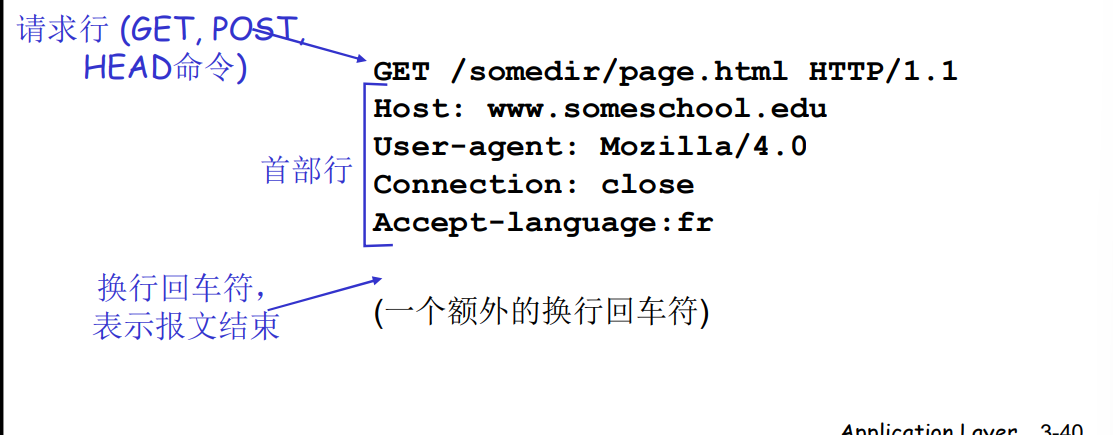 请求行 (GET, POST,
HEAD命令)
GET /somedir/page.html HTTP/1.1
Host: www.someschool.edu
User-agent: Mozilla/4.0
Connection: close
Accept-language:fr
首部行
换行回车符，
表示报文结束
(一个额外的换行回车符)
Application Layer 3-40